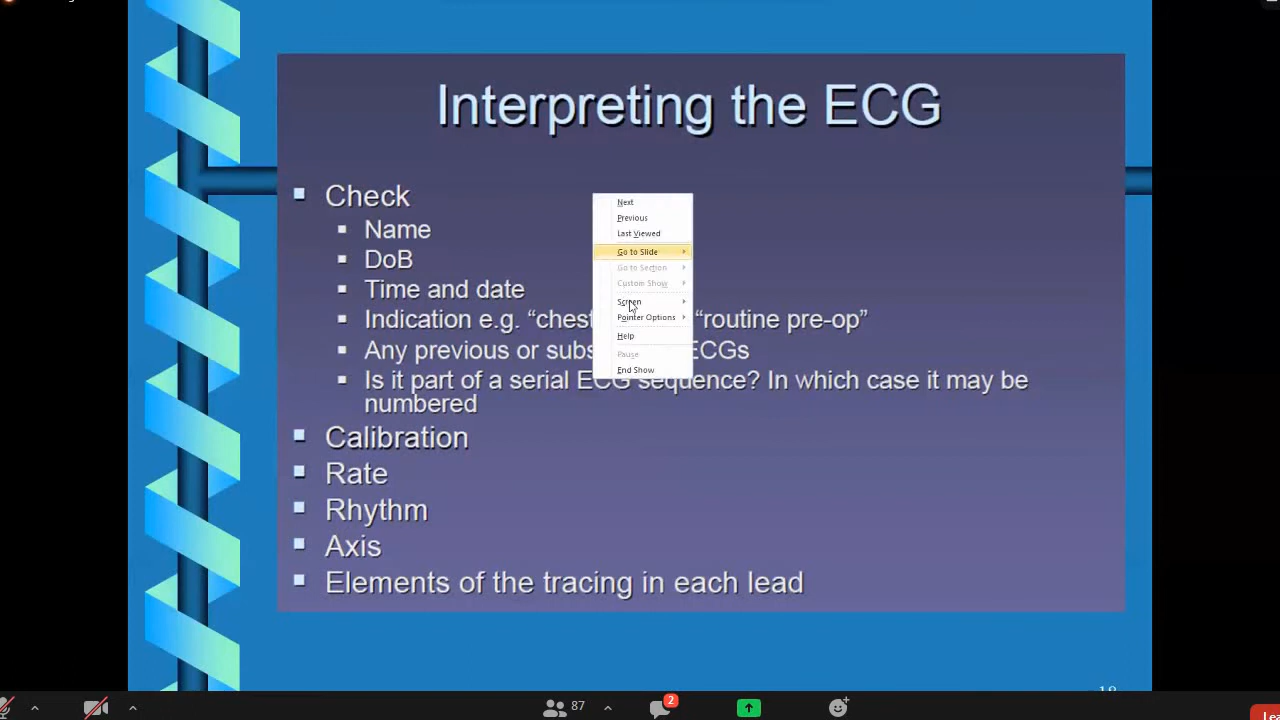 Interpreting the ECG
Check
Name
DoB
Time and date
Indication e.g. “chest “routine pre-op”
Any previous or subs ECGs
Is it part of a serial ECG sequence? In which case it may be
numbered
Calibration
Rate
Rhythm
Axis
Elements of the tracing in each lead
Next
Previous
Last Viewed
Go to Slide
Go to Section
Custom Show
Screen
Pointer Options
Help
Pause
End Show
87
2